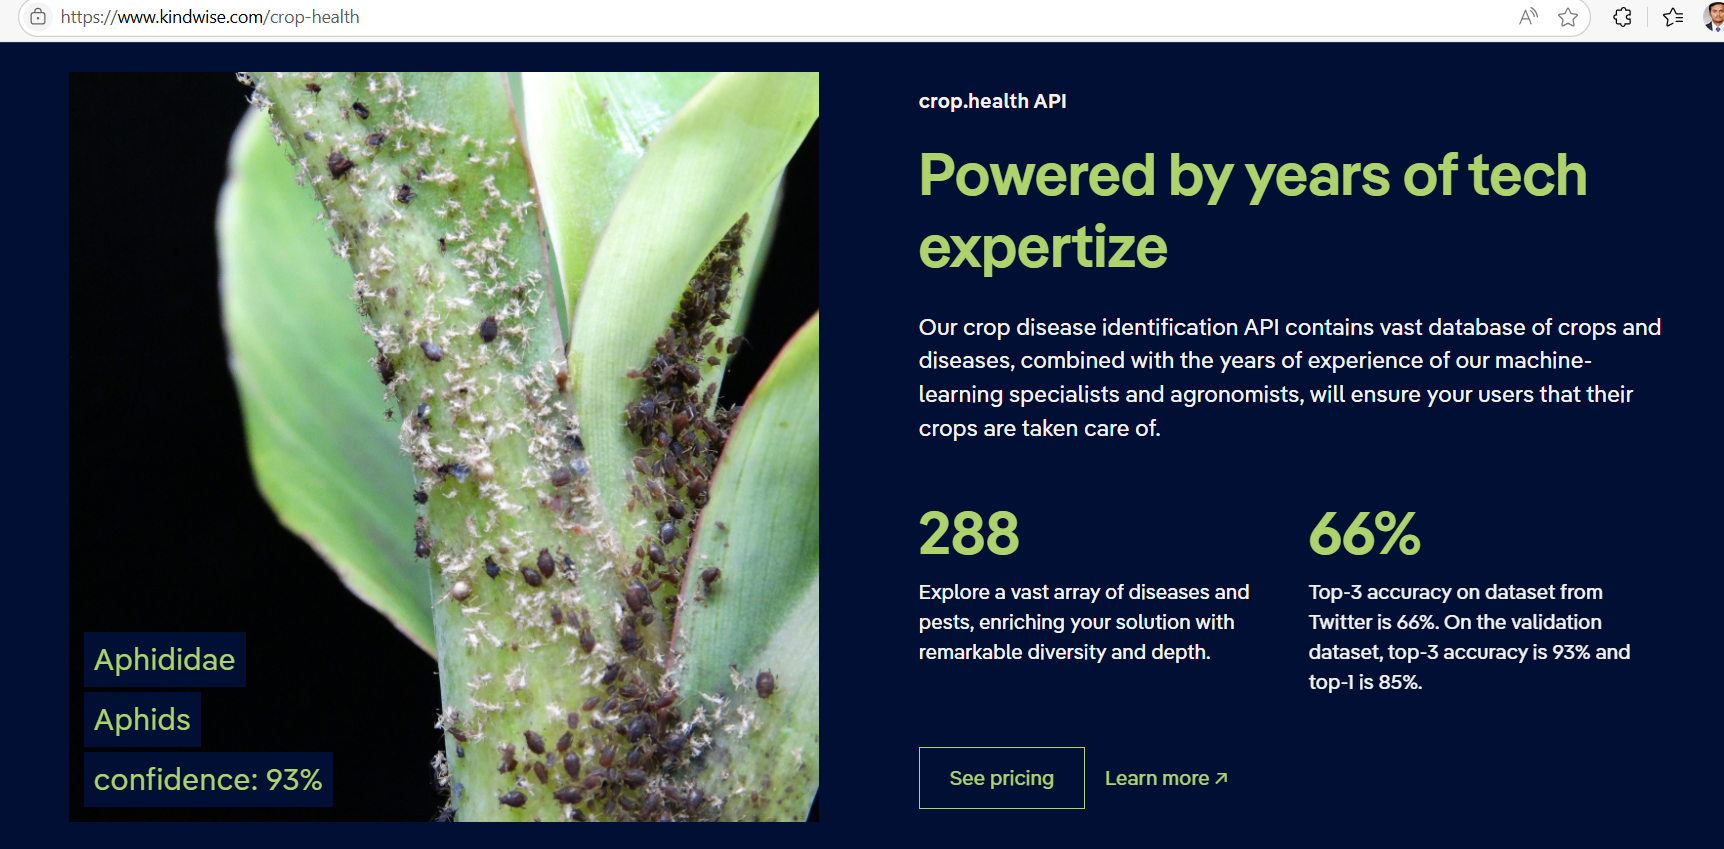 https://www.kindwise.com/crop-health
crop.health API
Powered by years of tech
expertize
Our crop disease identification API contains vast database of crops and
diseases, combined with the years of experience of our machine-
learning specialists and agronomists, will ensure your users that their
crops are taken care of.
288
Explore a vast array of diseases and
pests, enriching your solution with
remarkable diversity and depth.
66%
Top-3 accuracy on dataset from
Twitter is 66%. On the validation
dataset, top-3 accuracy is 93% and
top-1 is 85%.
See pricing
Learn more ↗
Aphididae
Aphids
confidence: 93%